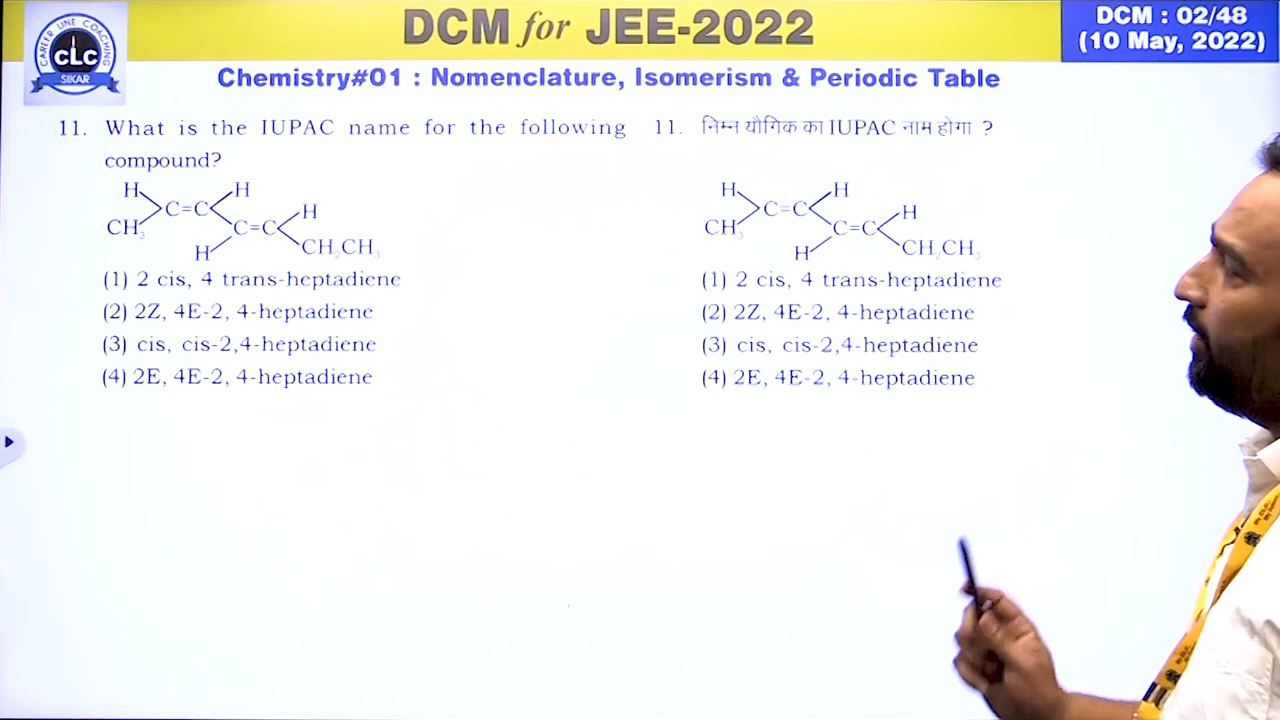 DCM for JEE-2022
DCM : 02/48
(10 May, 2022)
CAREER LINE COACHING
CLC
SIKAR
Chemistry#01 : Nomenclature, Isomerism & Periodic Table
11. What is the IUPAC name for the following
compound?
H H
C=C H
CH₃ C=C
H CH₂CH₃
(1) 2 cis, 4 trans-heptadiene
(2) 2Z, 4E-2, 4-heptadiene
(3) cis, cis-2,4-heptadiene
(4) 2E, 4E-2, 4-heptadiene
11. निम्न यौगिक का IUPAC नाम होगा ?
H H
C=C H
CH₃ C=C
H CH₂CH₃
(1) 2 cis, 4 trans-heptadiene
(2) 2Z, 4E-2, 4-heptadiene
(3) cis, cis-2,4-heptadiene
(4) 2E, 4E-2, 4-heptadiene